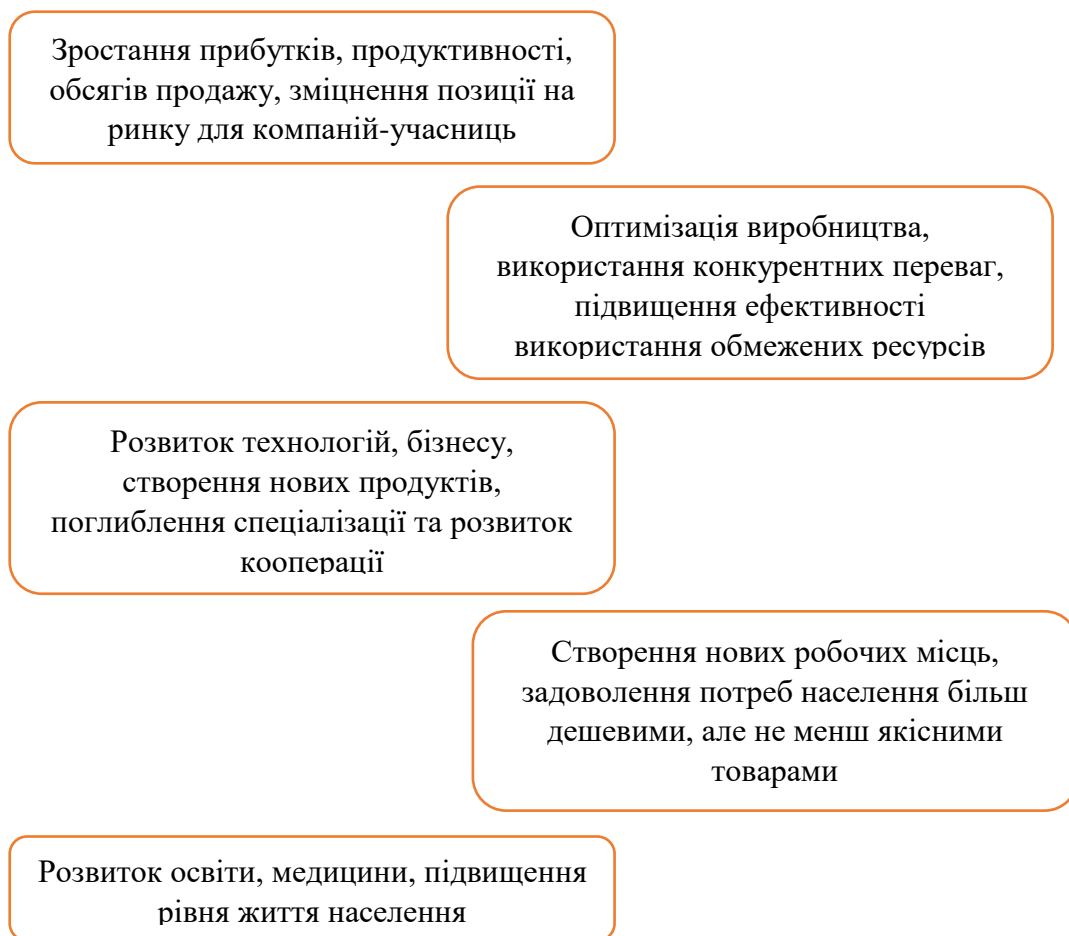 Зростання прибутків, продуктивності,
обсягів продажу, зміцнення позиції на
ринку для компаній-учасниць
Оптимізація виробництва,
використання конкурентних переваг,
підвищення ефективності
використання обмежених ресурсів
Розвиток технологій, бізнесу,
створення нових продуктів,
поглиблення спеціалізації та розвиток
кооперації
Створення нових робочих місць,
задоволення потреб населення більш
дешевими, але не менш якісними
товарами
Розвиток освіти, медицини, підвищення
рівня життя населення